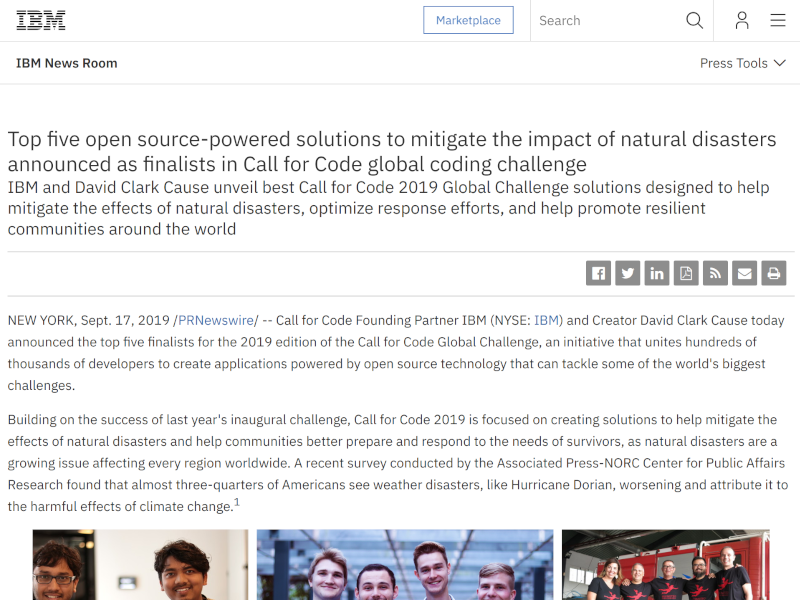 IBM
Marketplace
Search
IBM News Room
Press Tools
Top five open source-powered solutions to mitigate the impact of natural disasters
announced as finalists in Call for Code global coding challenge
IBM and David Clark Cause unveil best Call for Code 2019 Global Challenge solutions designed to help
mitigate the effects of natural disasters, optimize response efforts, and help promote resilient
communities around the world
NEW YORK, Sept. 17, 2019 /PRNewswire/ -- Call for Code Founding Partner IBM (NYSE: IBM) and Creator David Clark Cause today
announced the top five finalists for the 2019 edition of the Call for Code Global Challenge, an initiative that unites hundreds of
thousands of developers to create applications powered by open source technology that can tackle some of the world's biggest
challenges.
Building on the success of last year's inaugural challenge, Call for Code 2019 is focused on creating solutions to help mitigate the
effects of natural disasters and help communities better prepare and respond to the needs of survivors, as natural disasters are a
growing issue affecting every region worldwide. A recent survey conducted by the Associated Press-NORC Center for Public Affairs
Research found that almost three-quarters of Americans see weather disasters, like Hurricane Dorian, worsening and attribute it to
the harmful effects of climate change.1